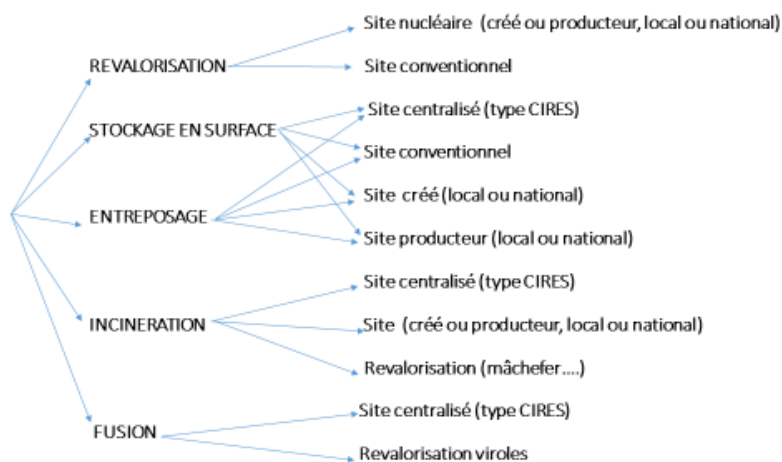 Site nucléaire (créé ou producteur, local ou national)
REVALORISATION
Site conventionnel
Site centralisé (type CIRES)
STOCKAGE EN SURFACE
Site conventionnel
Site créé (local ou national)
ENTREPOSAGE
Site producteur (local ou national)
Site centralisé (type CIRES)
INCINERATION
Site (créé ou producteur, local ou national)
Revalorisation (mâchefer....)
Site centralisé (type CIRES)
FUSION
Revalorisation viroles